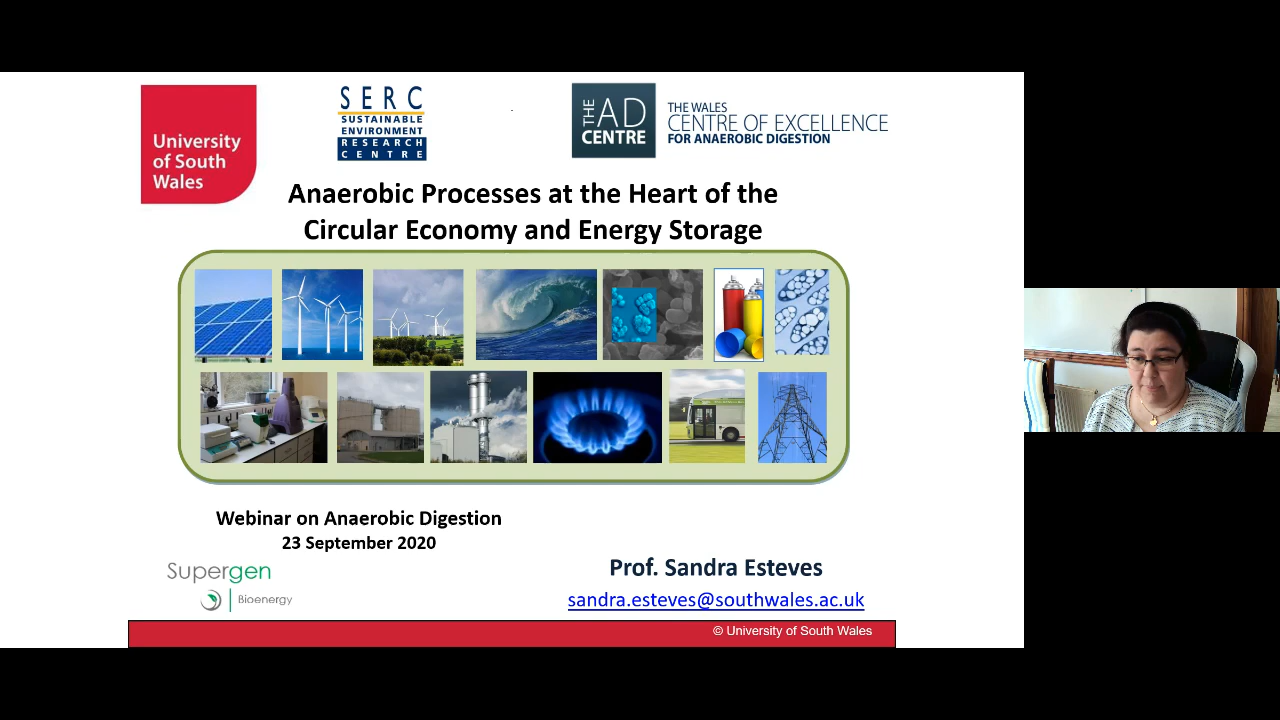 University
of South
Wales
SERC
SUSTAINABLE
ENVIRONMENT
RESEARCH
CENTRE
THE AD
CENTRE
THE WALES
CENTRE OF EXCELLENCE
FOR ANAEROBIC DIGESTION
Anaerobic Processes at the Heart of the
Circular Economy and Energy Storage
Webinar on Anaerobic Digestion
23 September 2020
Supergen
Bioenergy
Prof. Sandra Esteves
sandra.esteves@southwales.ac.uk
© University of South Wales